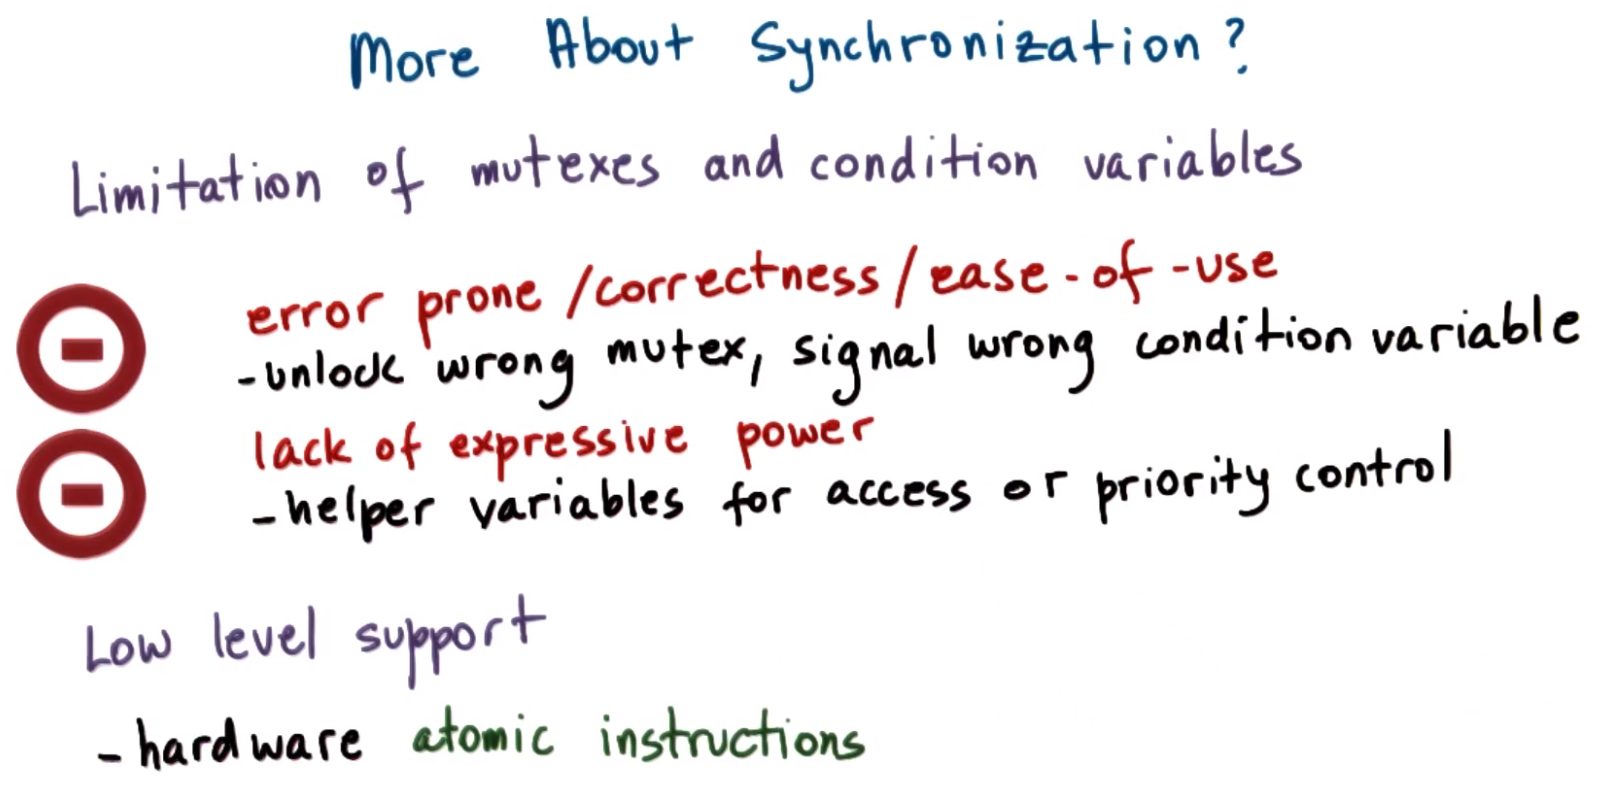 More About Synchronization?
Limitation of mutexes and condition variables
error prone /correctness/ease-of-use
-unlock wrong mutex, signal wrong condition variable
lack of expressive power
-helper variables for access or priority control
Low level support
-hardware atomic instructions